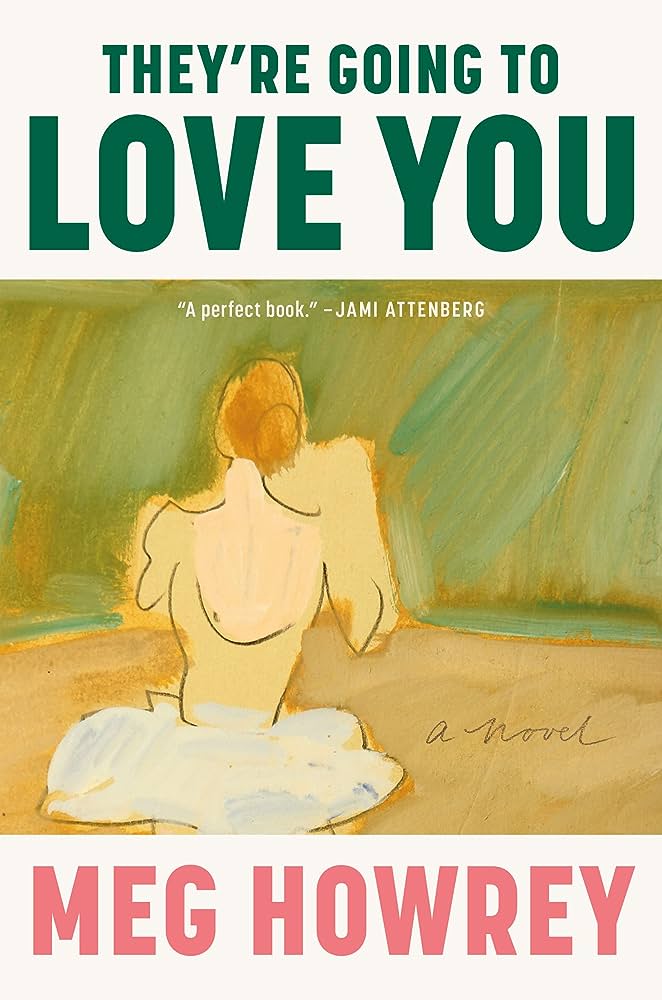 THEY’RE GOING TO
LOVE YOU
“A perfect book.” –JAMI ATTENBERG
a novel
MEG HOWREY